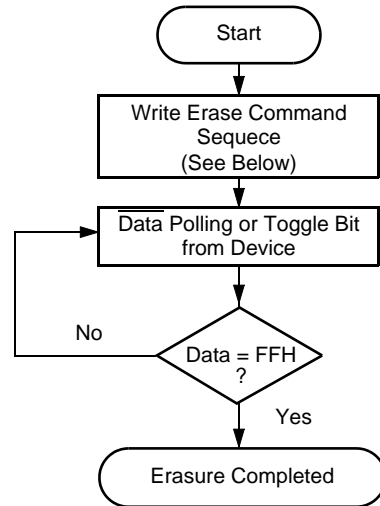 Start
Write Erase Command
Sequece
(See Below)
Data Polling or Toggle Bit
from Device
No
Data = FFH
?
Yes
Erasure Completed